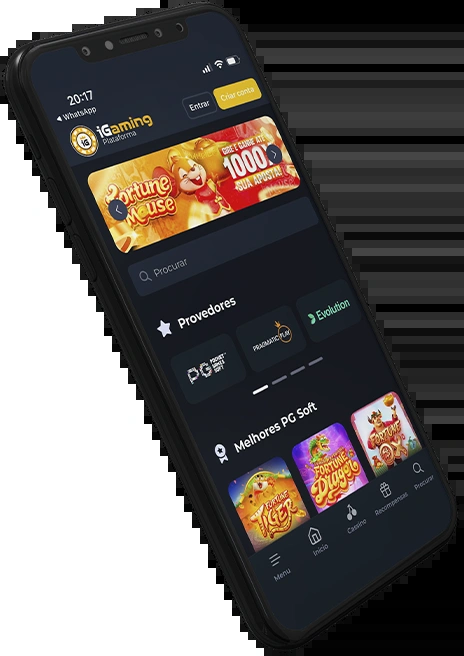 20:17
WhatsApp
iGaming
Plataforma
iG
Entrar
Criar conta
Fortune
Mouse
GIRE E GANHE ATÉ
1000x
SUA APOSTA!
Procurar
Provedores
PG POCKET GAMES SOFT
PRAGMATIC PLAY
Evolution
Melhores PG Soft
FORTUNE
TIGER
FORTUNE
Dragon
FORTUNE
OX
Menu
Início
Cassino
Recompensas
Procurar